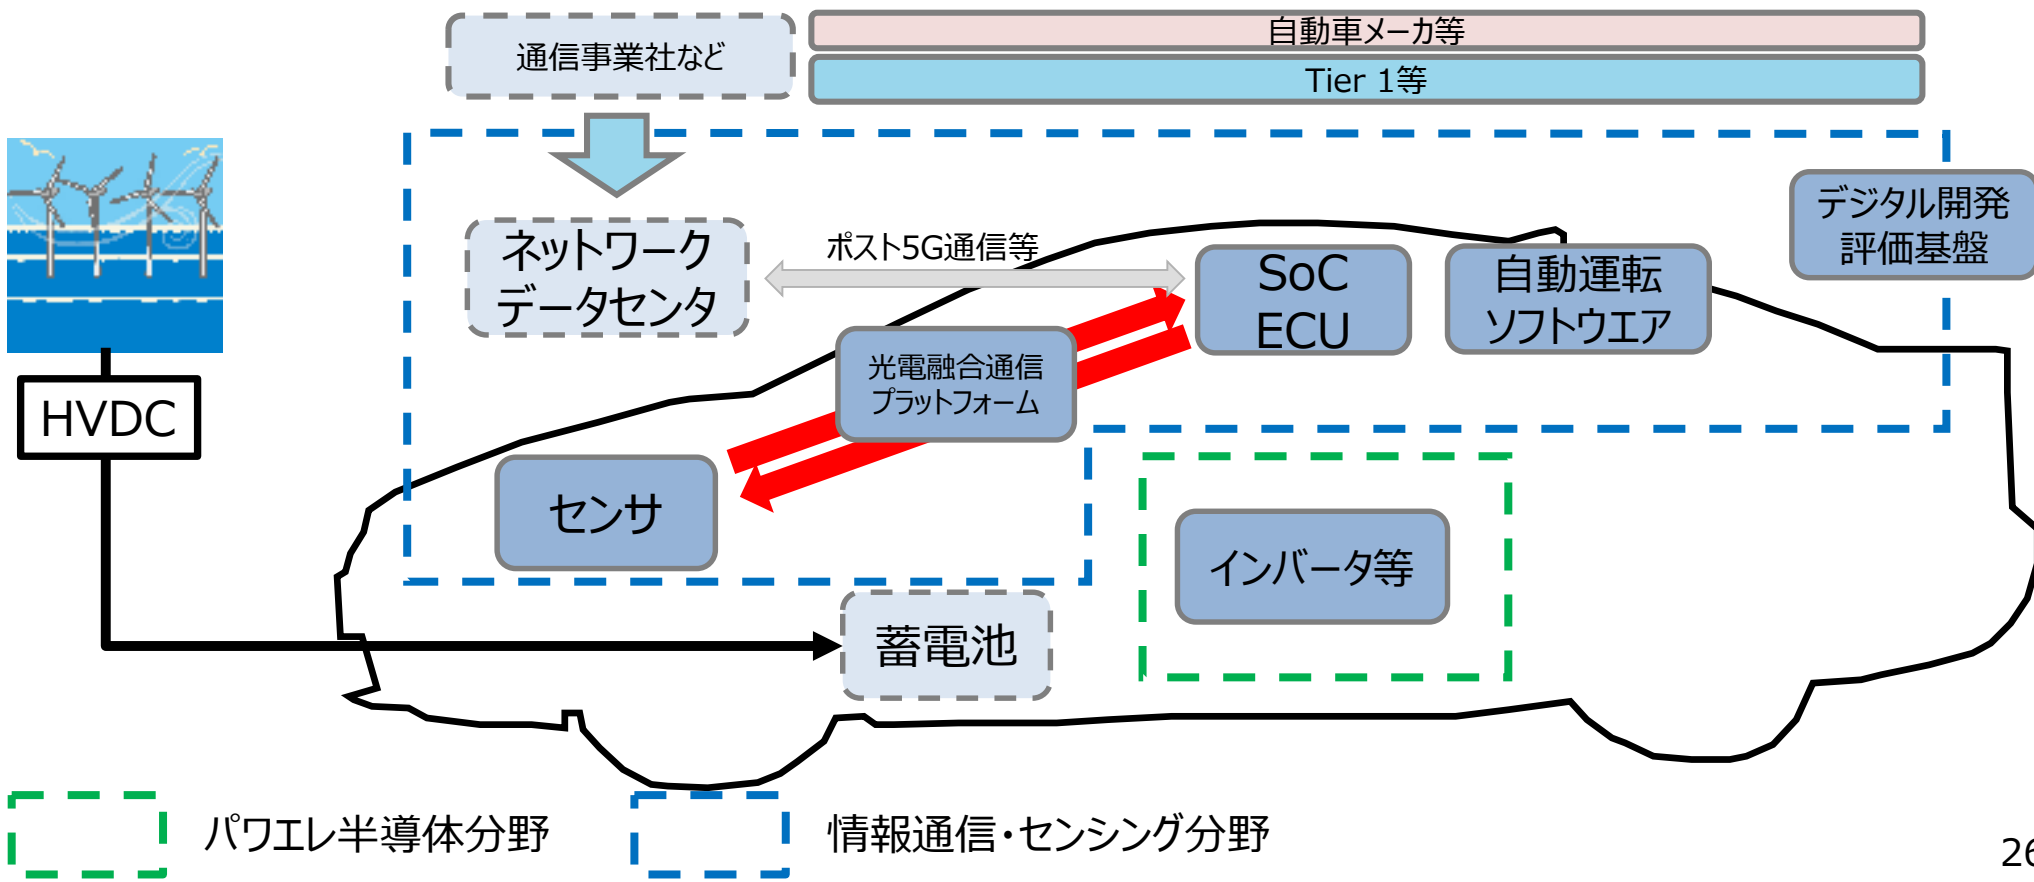 通信事業社など
自動車メーカ等
Tier 1等
デジタル開発
評価基盤
ネットワーク
データセンタ
ポスト5G通信等
SoC
ECU
自動運転
ソフトウエア
光電融合通信
プラットフォーム
HVDC
センサ
インバータ等
蓄電池
パワエレ半導体分野
情報通信・センシング分野
26